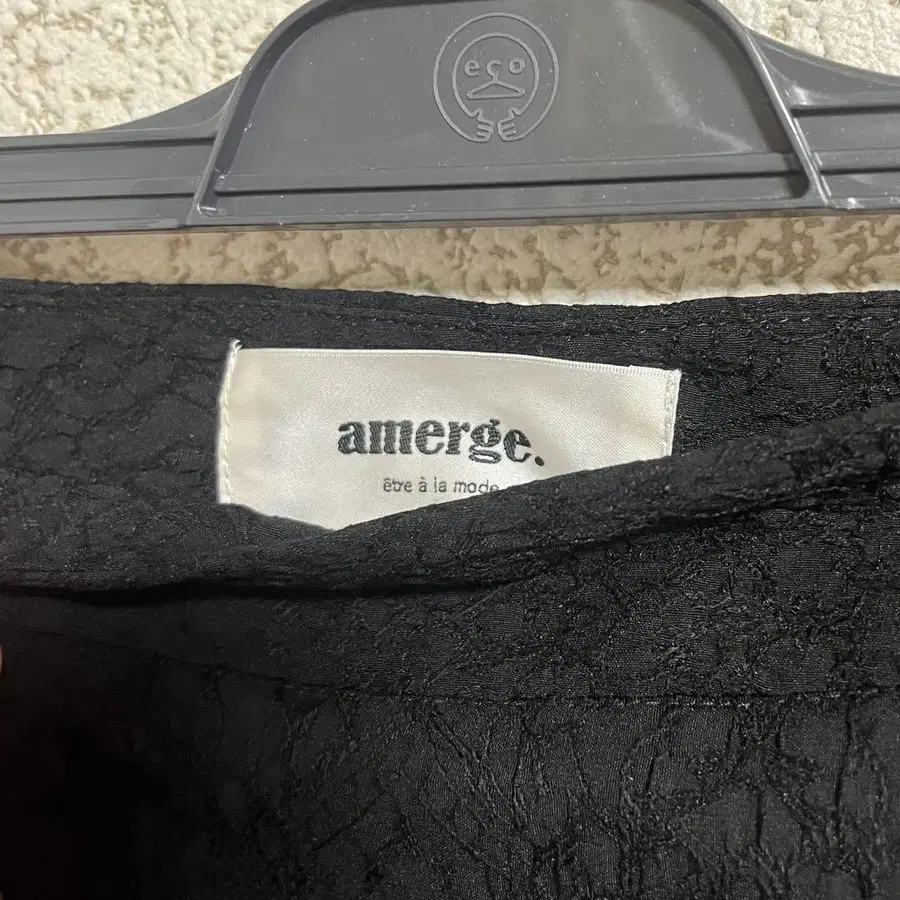 eco
amerge.
être à la mode